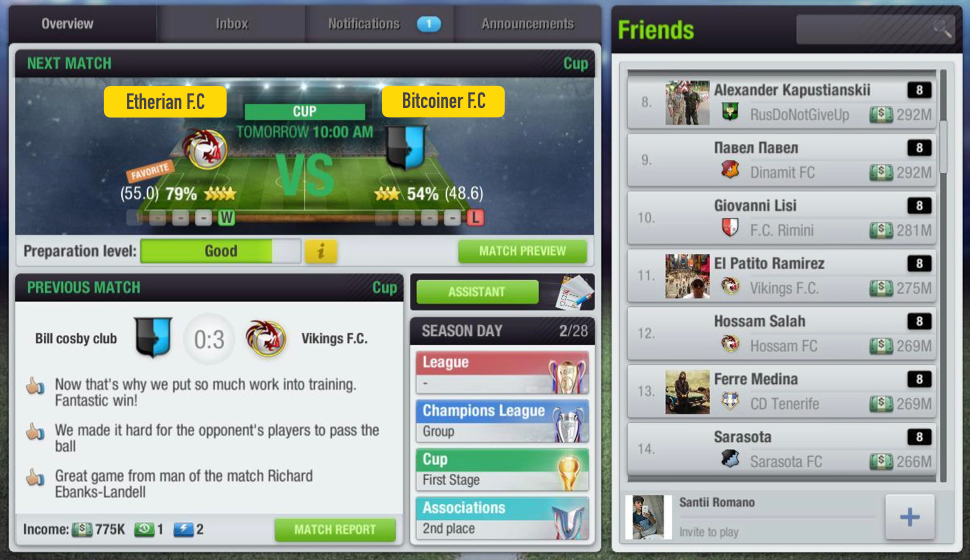 Overview
Inbox
Notifications 1
Announcements
NEXT MATCH
Cup
Etherian F.C
Bitcoiner F.C
CUP
TOMORROW 10:00 AM
VS
FAVORITE
(55.0) 79%
54% (48.6)
- - - W
- - - L
Preparation level:
Good
i
MATCH PREVIEW
PREVIOUS MATCH
Cup
Bill cosby club
0:3
Vikings F.C.
Now that's why we put so much work into training.
Fantastic win!
We made it hard for the opponent's players to pass the
ball
Great game from man of the match Richard
Ebanks-Landell
Income: $ 775K 1 2
MATCH REPORT
ASSISTANT
SEASON DAY
2/28
League
-
Champions League
Group
Cup
First Stage
Associations
2nd place
Friends
8.
Alexander Kapustianskii
8
RusDoNotGiveUp
$ 292M
9.
Павел Павел
8
Dinamit FC
$ 292M
10.
Giovanni Lisi
8
F.C. Rimini
$ 281M
11.
El Patito Ramirez
8
Vikings F.C.
$ 275M
12.
Hossam Salah
8
Hossam FC
$ 269M
13.
Ferre Medina
8
CD Tenerife
$ 269M
14.
Sarasota
8
Sarasota FC
$ 266M
Santii Romano
Invite to play
+